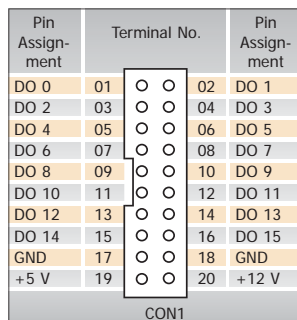 Pin Assign- ment Terminal No. Pin Assign- ment
DO 0 01 02 DO 1
DO 2 03 04 DO 3
DO 4 05 06 DO 5
DO 6 07 08 DO 7
DO 8 09 10 DO 9
DO 10 11 12 DO 11
DO 12 13 14 DO 13
DO 14 15 16 DO 15
GND 17 18 GND
+5 V 19 20 +12 V
CON1